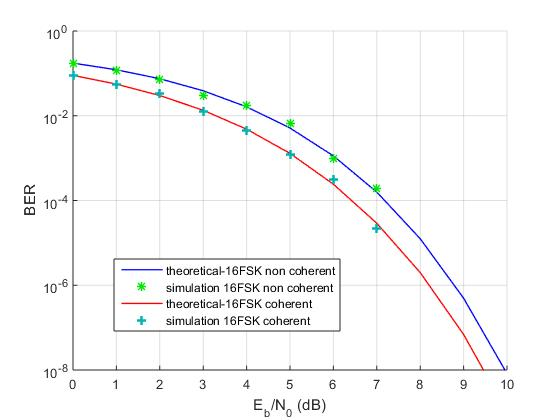 10^0
10^-2
10^-4
10^-6
10^-8
BER
theoretical-16FSK non coherent
simulation 16FSK non coherent
theoretical-16FSK coherent
simulation 16FSK coherent
0 1 2 3 4 5 6 7 8 9 10
E_b/N_0 (dB)